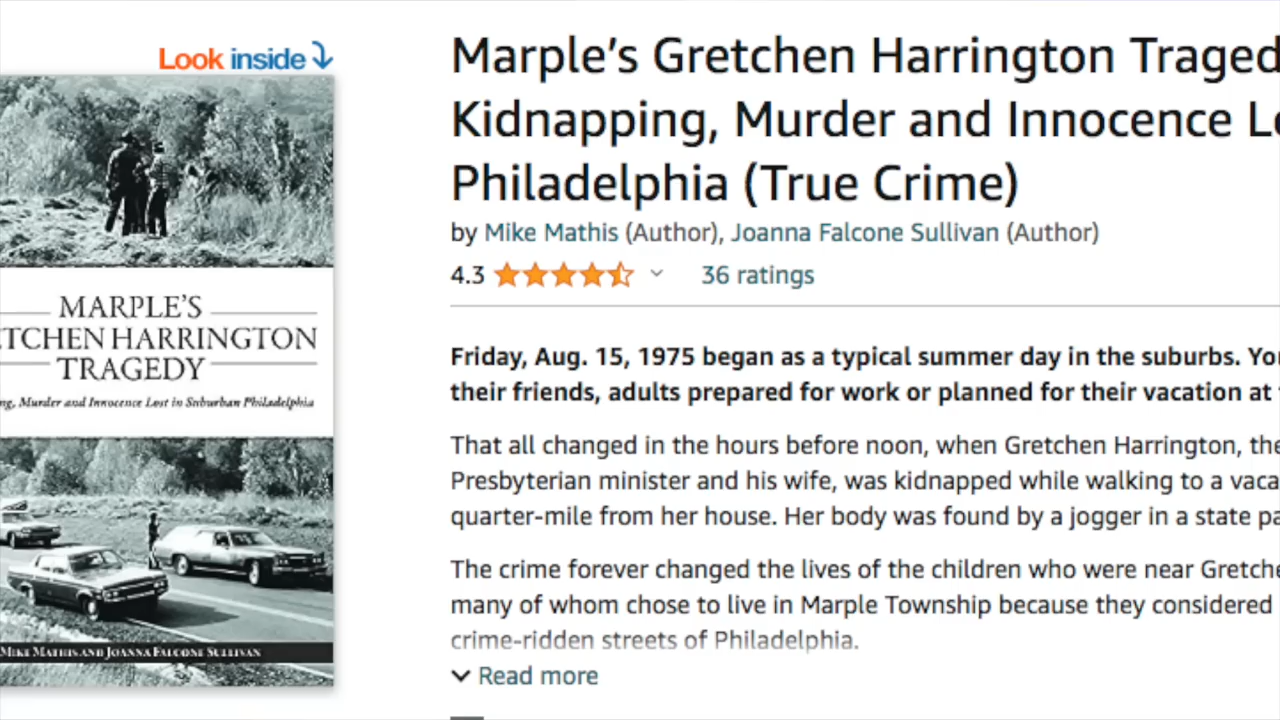 Look inside
MARPLE'S
TCHEN HARRINGTON
TRAGEDY
ng, Murder and Innocence Lost in Suburban Philadelphia
MIKE MATHIS AND JOANNA FALCONE SULLIVAN
Marple's Gretchen Harrington Traged
Kidnapping, Murder and Innocence Lo
Philadelphia (True Crime)
by Mike Mathis (Author), Joanna Falcone Sullivan (Author)
4.3 36 ratings
Friday, Aug. 15, 1975 began as a typical summer day in the suburbs. You
their friends, adults prepared for work or planned for their vacation at
That all changed in the hours before noon, when Gretchen Harrington, the
Presbyterian minister and his wife, was kidnapped while walking to a vaca
quarter-mile from her house. Her body was found by a jogger in a state pa
The crime forever changed the lives of the children who were near Gretche
many of whom chose to live in Marple Township because they considered
crime-ridden streets of Philadelphia.
Read more